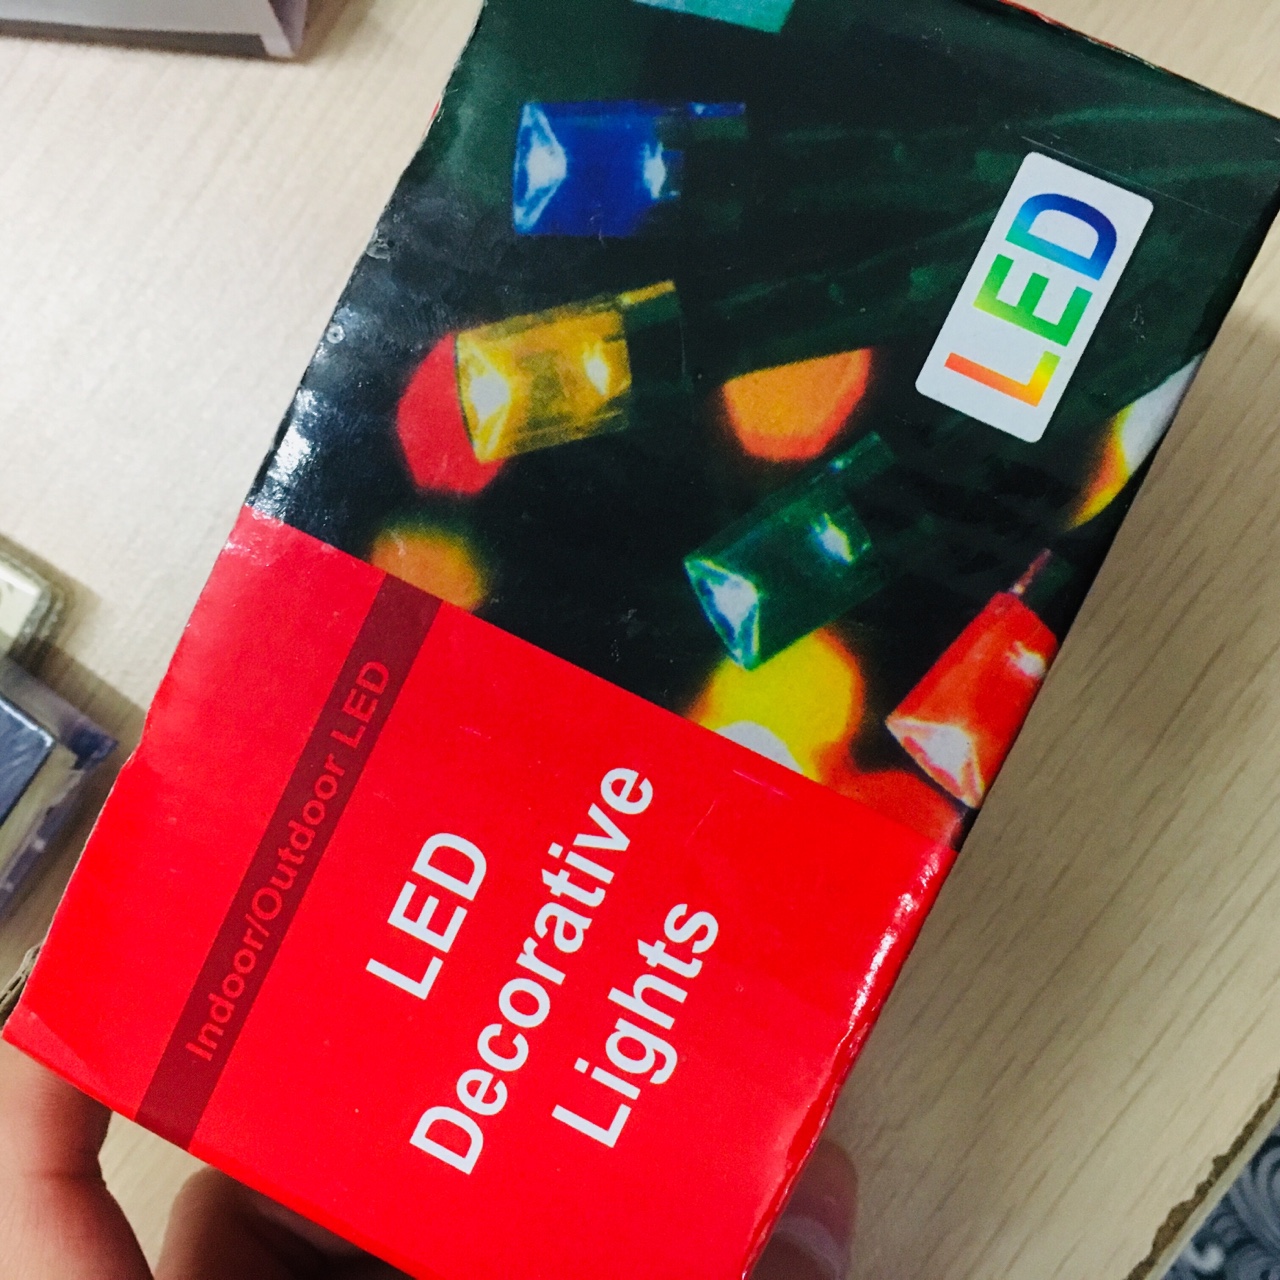 LED
Indoor/Outdoor LED
LED
Decorative
Lights